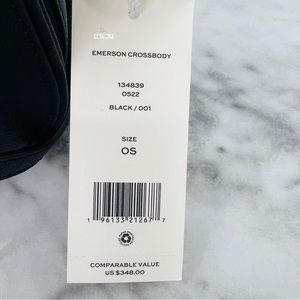 EMERSON CROSSBODY
134839
0522
BLACK / 001
SIZE
OS
1 96133 21267 7
COMPARABLE VALUE
US $348.00